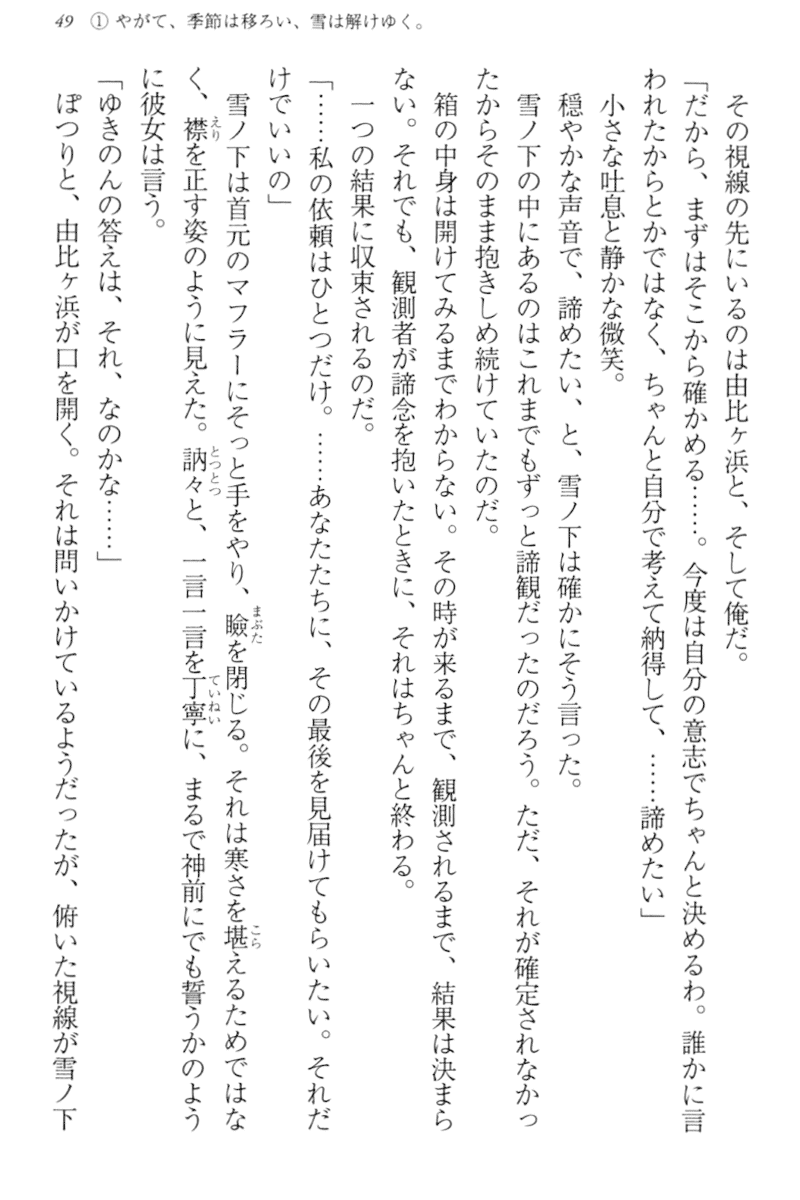 49 ① やがて、季節は移ろい、雪は解けゆく。
その視線の先にいるのは由比ヶ浜と、そして俺だ。
「だから、まずはそこから確かめる……。今度は自分の意志でちゃんと決めるわ。誰かに言
われたからとかではなく、ちゃんと自分で考えて納得して、……諦めたい」
小さな吐息と静かな微笑。
穏やかな声音で、諦めたい、と、雪ノ下は確かにそう言った。
雪ノ下の中にあるのはこれまでもずっと諦観だったのだろう。ただ、それが確定されなかっ
たからそのまま抱きしめ続けていたのだ。
箱の中身は開けてみるまでわからない。その時が来るまで、観測されるまで、結果は決まら
ない。それでも、観測者が諦念を抱いたときに、それはちゃんと終わる。
一つの結果に収束されるのだ。
「……私の依頼はひとつだけ。……あなたたちに、その最後を見届けてもらいたい。それだ
けでいいの」
雪ノ下は首元のマフラーにそっと手をやり、瞼を閉じる。それは寒さを堪えるためではな
く、襟を正す姿のように見えた。訥々と、一言一言を丁寧に、まるで神前にでも誓うかのよう
に彼女は言う。
「ゆきのんの答えは、それ、なのかな……」
ぽつりと、由比ヶ浜が口を開く。それは問いかけているようだったが、俯いた視線が雪ノ下